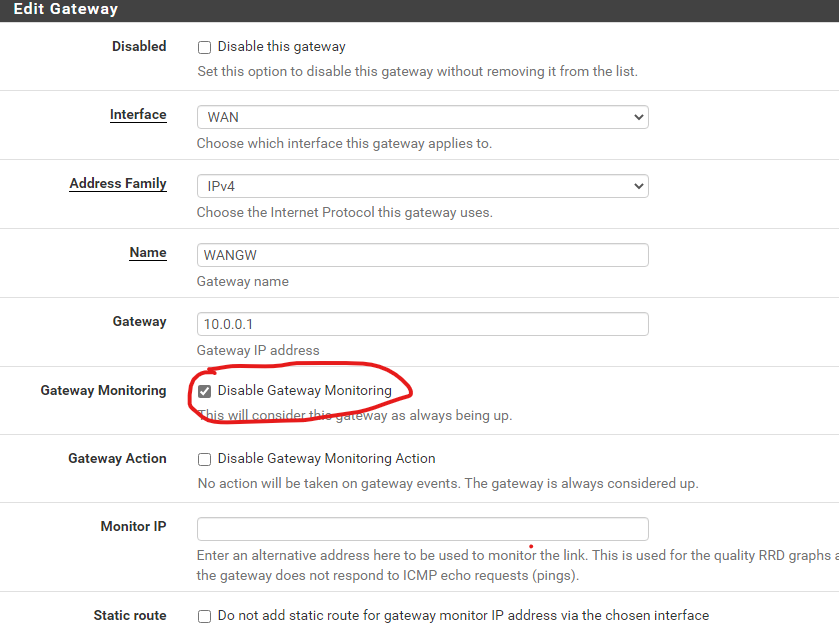 Edit Gateway
Disabled
Disable this gateway
Set this option to disable this gateway without removing it from the list.
Interface
WAN
Choose which interface this gateway applies to.
Address Family
IPv4
Choose the Internet Protocol this gateway uses.
Name
WANGW
Gateway name
Gateway
10.0.0.1
Gateway IP address
Gateway Monitoring
Disable Gateway Monitoring
This will consider this gateway as always being up.
Gateway Action
Disable Gateway Monitoring Action
No action will be taken on gateway events. The gateway is always considered up.
Monitor IP
Enter an alternative address here to be used to monitor the link. This is used for the quality RRD graphs a
the gateway does not respond to ICMP echo requests (pings).
Static route
Do not add static route for gateway monitor IP address via the chosen interface